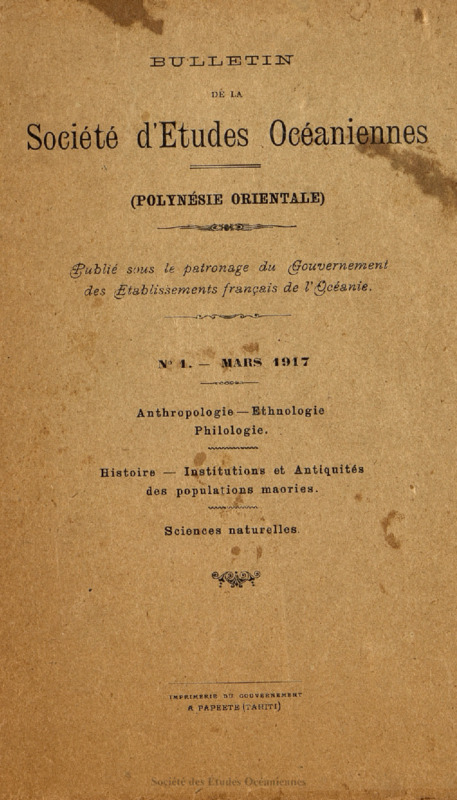 BULLETIN
DE LA
Société d'Etudes Océaniennes
(POLYNÉSIE ORIENTALE)
Publié sous le patronage du Gouvernement
des Etablissements français de l'Océanie.
N° 1. — MARS 1917
Anthropologie — Ethnologie
Philologie.
Histoire — Institutions et Antiquités
des populations maories.
Sciences naturelles.
IMPRIMERIE DU GOUVERNEMENT
A PAPEETE (TAHITI)
Société des Etudes Océaniennes